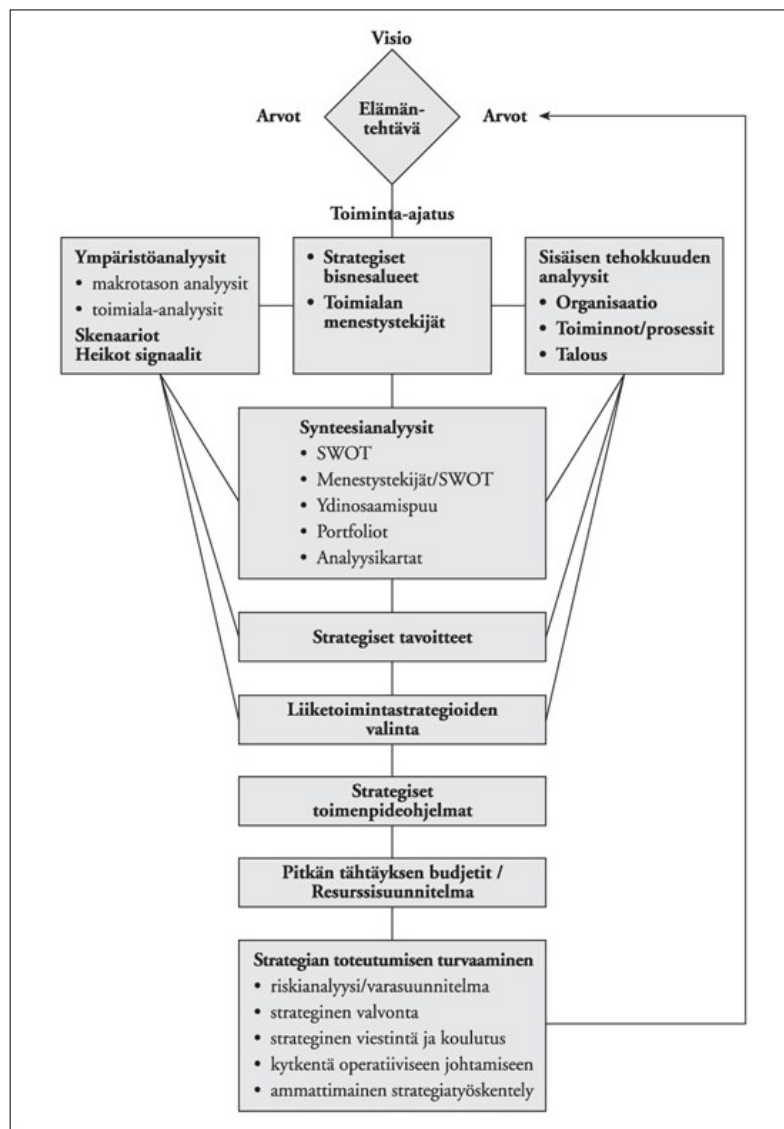 Visio
Arvot
Elämän-
tehtävä
Arvot
Toiminta-ajatus
Ympäristöanalyysit
• makrotason analyysit
• toimiala-analyysit
Skenaariot
Heikot signaalit
• Strategiset
bisnesalueet
• Toimialan
menestystekijät
Sisäisen tehokkuuden
analyysit
• Organisaatio
• Toiminnot/prosessit
• Talous
Synteesianalyysit
• SWOT
• Menestystekijät/SWOT
• Ydinosaamispuu
• Portfoliot
• Analyysikartat
Strategiset tavoitteet
Liiketoimintastrategioiden
valinta
Strategiset
toimenpideohjelmat
Pitkän tähtäyksen budjetit /
Resurssisuunnitelma
Strategian toteutumisen turvaaminen
• riskianalyysi/varasuunnitelma
• strateginen valvonta
• strateginen viestintä ja koulutus
• kytkentä operatiiviseen johtamiseen
• ammattimainen strategiatyöskentely